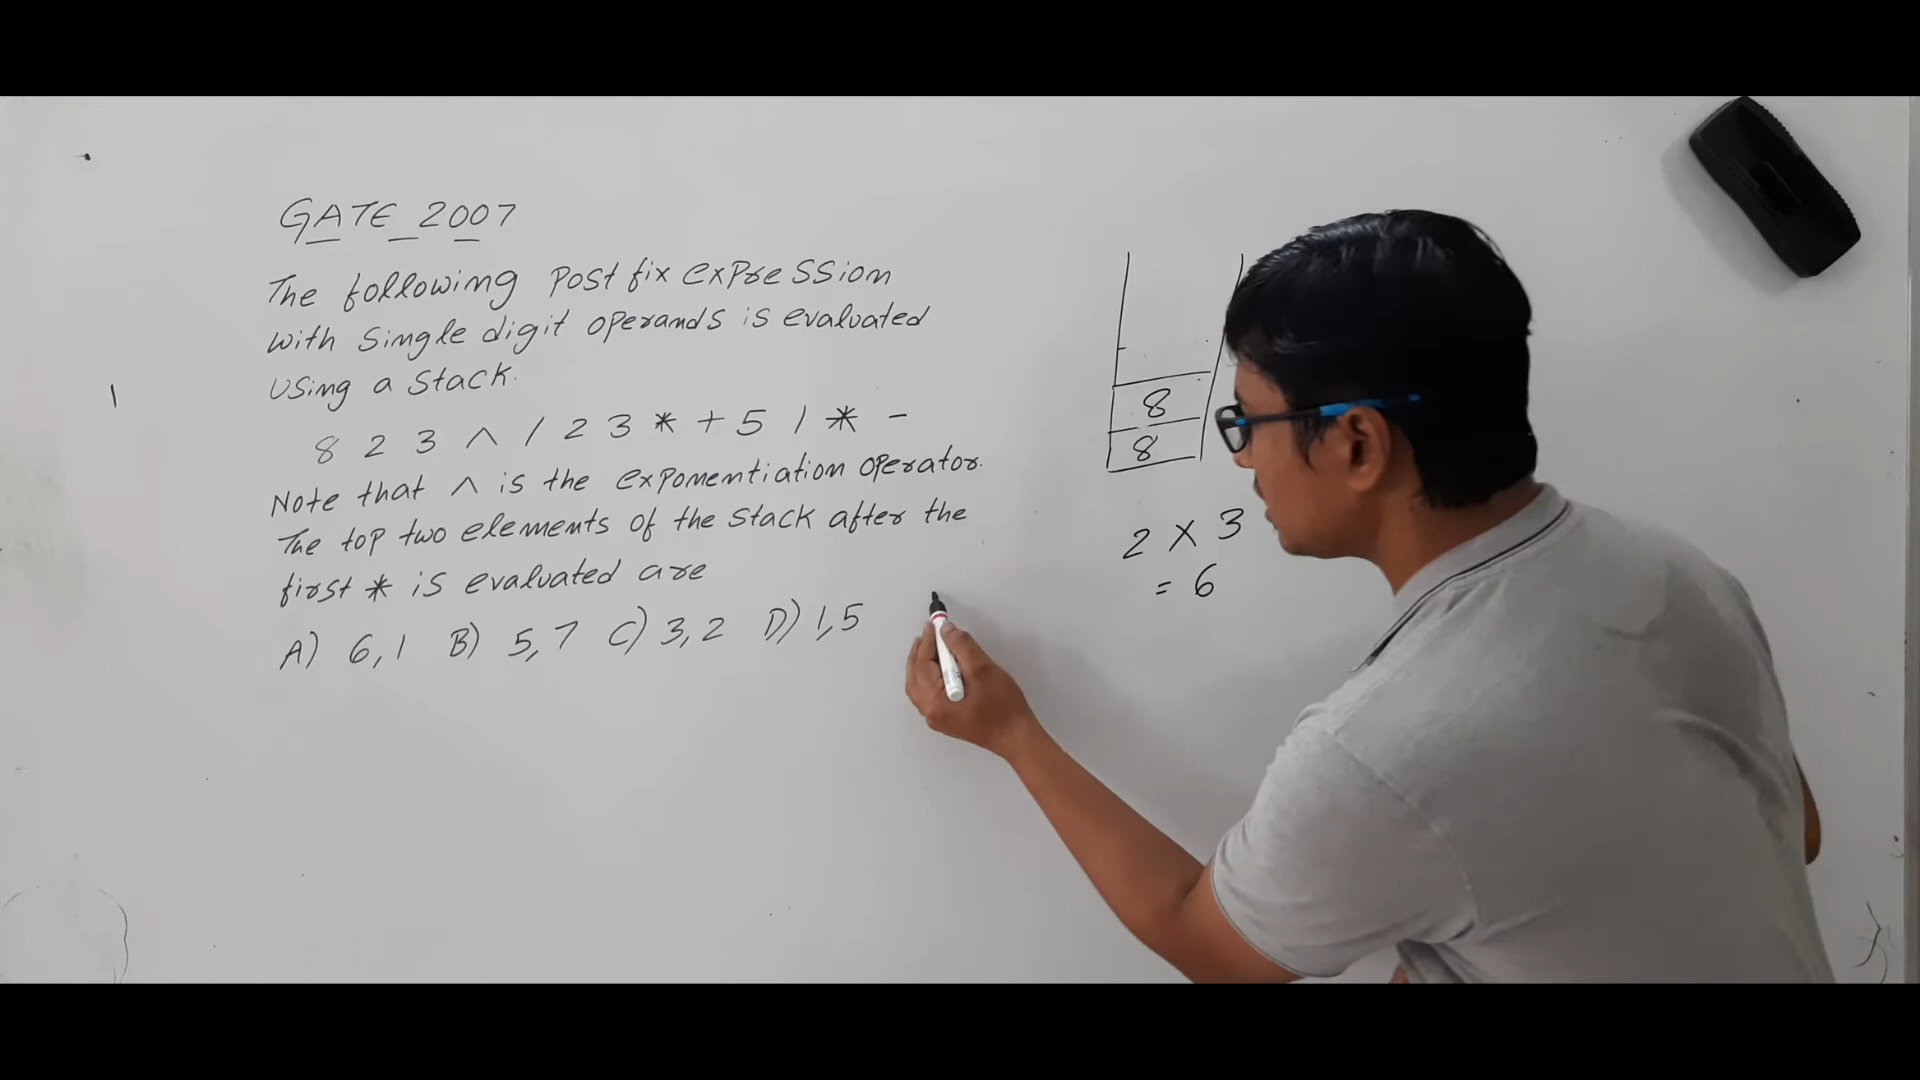 GATE_2007
The following Postfix expression
with single digit operands is evaluated
using a stack.
8 2 3 ^ / 2 3 * + 5 1 * -
Note that ^ is the exponentiation operator.
The top two elements of the stack after the
first * is evaluated are
A) 6,1 B) 5,7 C) 3,2 D) 1,5
8
8
2 X 3
= 6